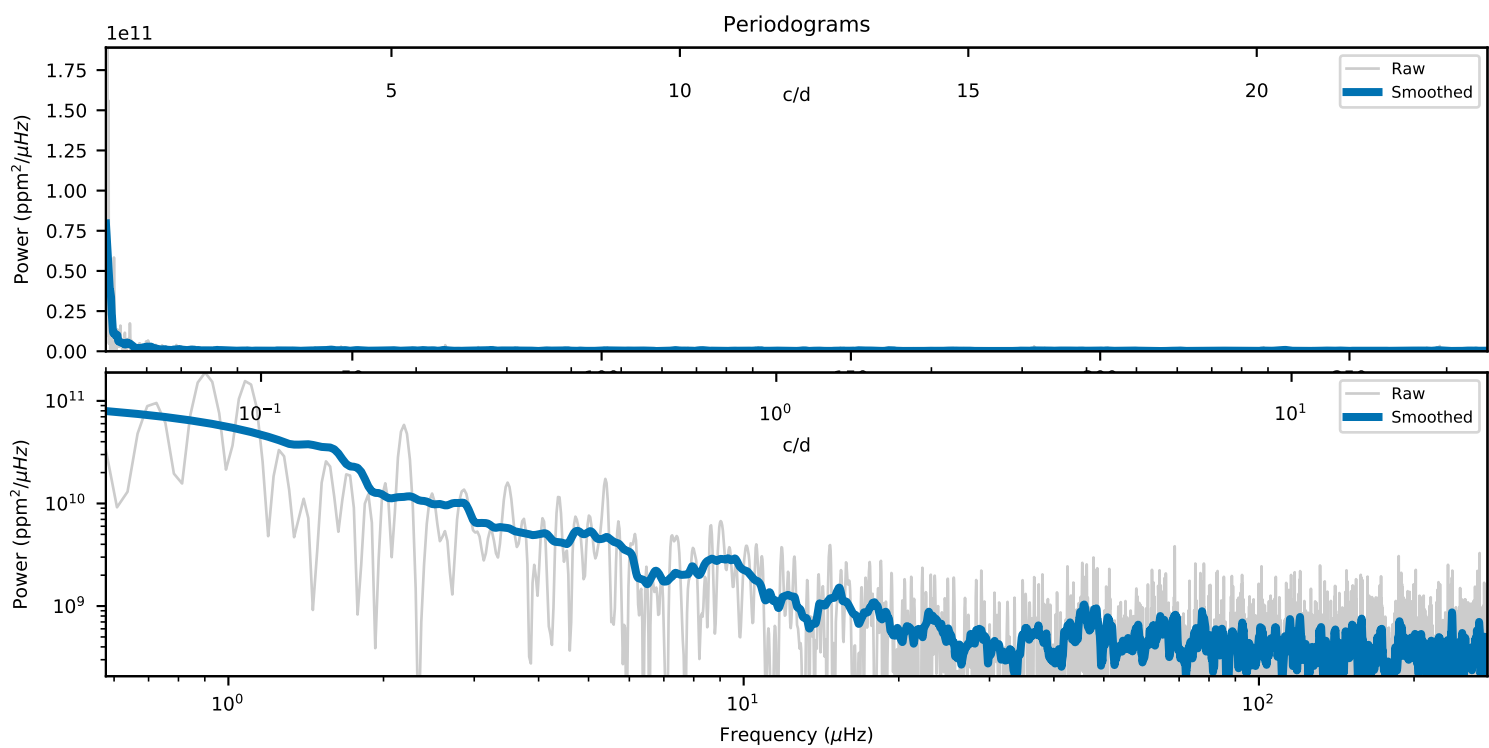 Periodograms
1e11
5 10 15 20
c/d
Raw
Smoothed
1.75
1.50
1.25
1.00
0.75
0.50
0.25
0.00
Power (ppm²/μHz)
10⁻¹ 10⁰ 10¹
c/d
Raw
Smoothed
10¹¹
10¹⁰
10⁹
Power (ppm²/μHz)
10⁰ 10¹ 10²
Frequency (μHz)